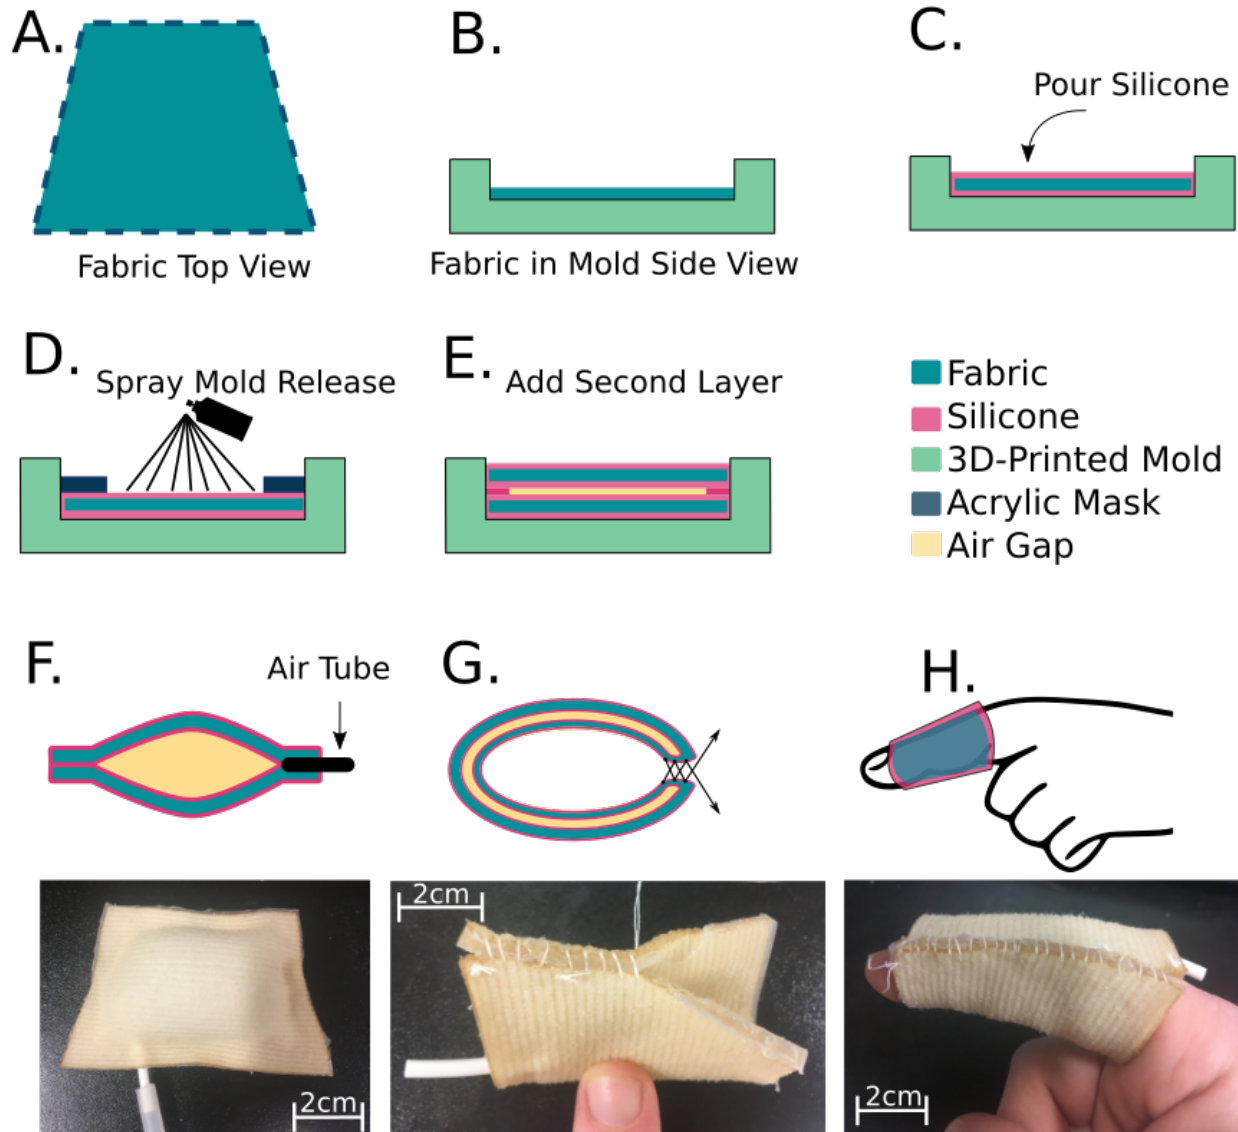 A.
Fabric Top View
B.
Fabric in Mold Side View
C.
Pour Silicone
D.
Spray Mold Release
E.
Add Second Layer
Fabric
Silicone
3D-Printed Mold
Acrylic Mask
Air Gap
F.
Air Tube
G.
H.
2cm
2cm
2cm